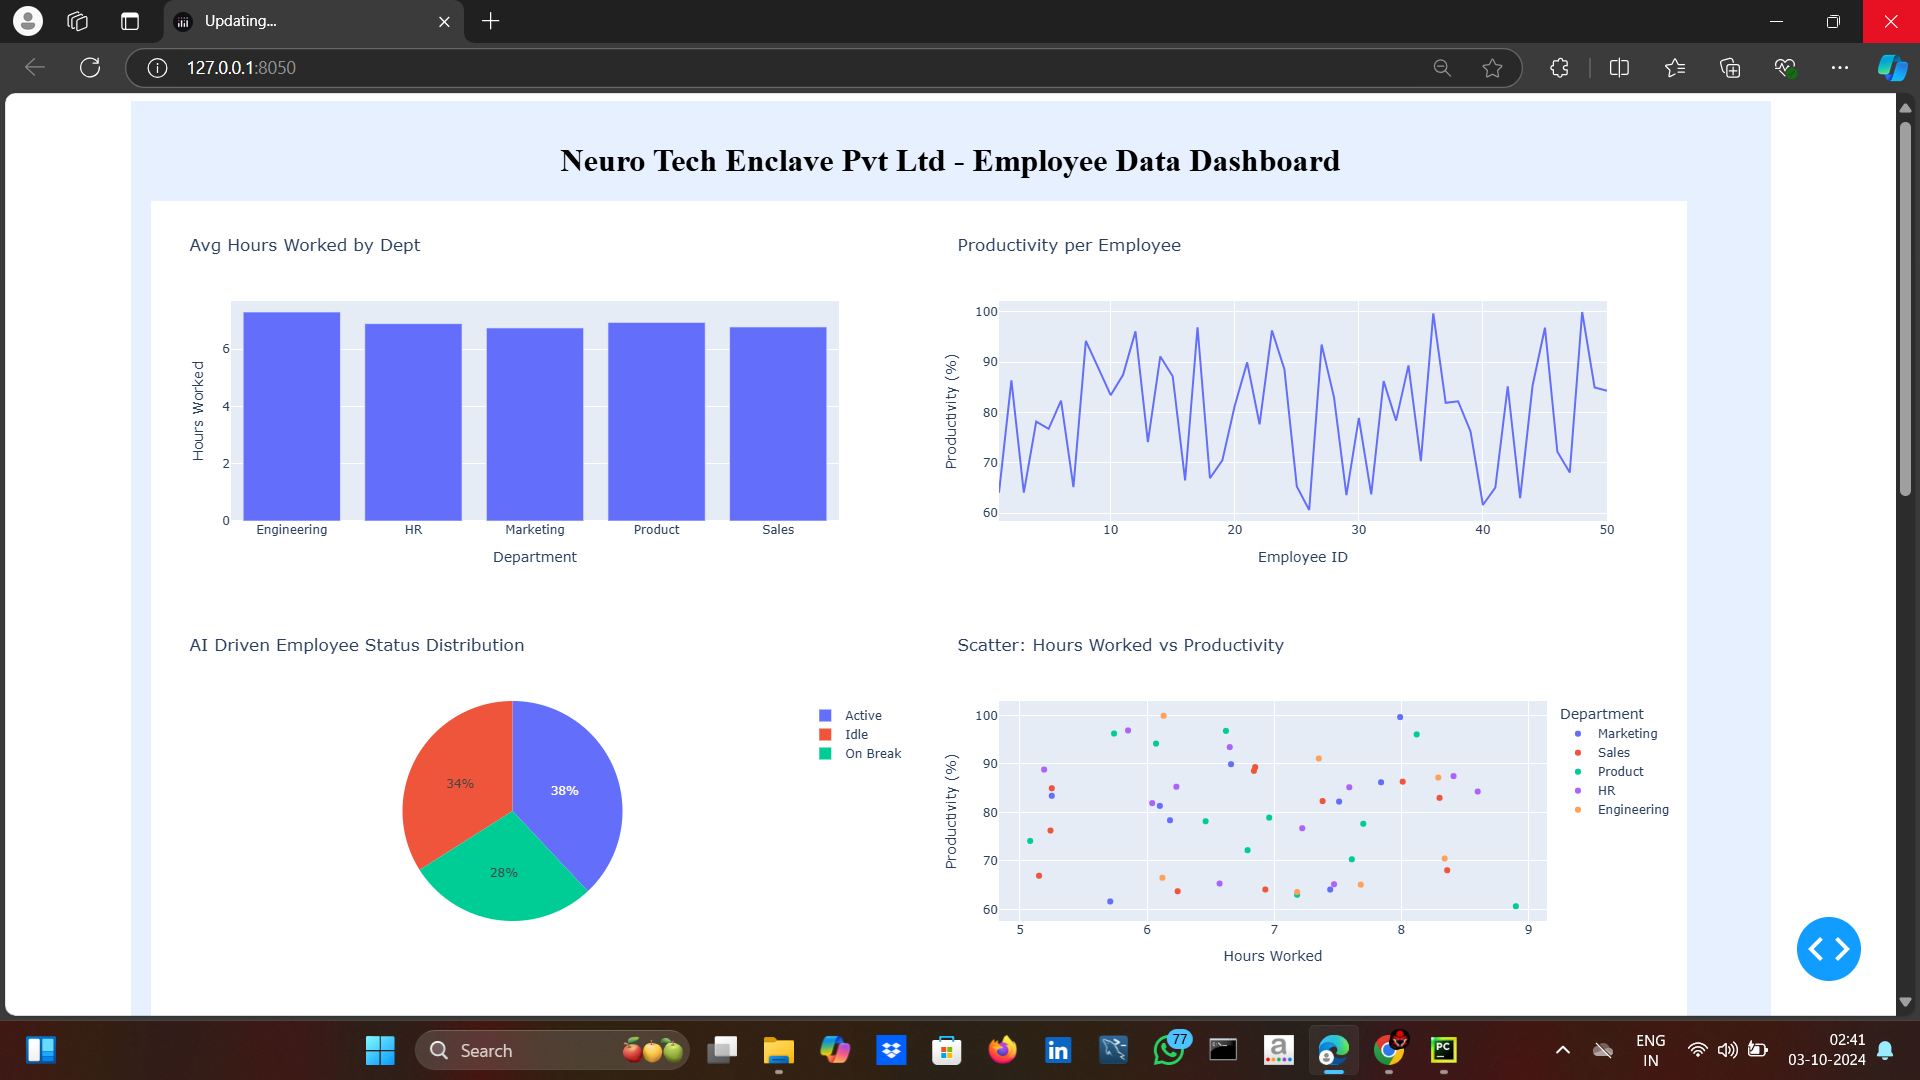 Updating...
127.0.0.1:8050
Neuro Tech Enclave Pvt Ltd - Employee Data Dashboard
Avg Hours Worked by Dept
Hours Worked
6
4
2
0
Engineering HR Marketing Product Sales
Department
Productivity per Employee
Productivity (%)
100
90
80
70
60
10 20 30 40 50
Employee ID
AI Driven Employee Status Distribution
34%
38%
28%
Active
Idle
On Break
Scatter: Hours Worked vs Productivity
Productivity (%)
100
90
80
70
60
5 6 7 8 9
Hours Worked
Department
Marketing
Sales
Product
HR
Engineering
Search
in
77
a
PC
ENG
IN
02:41
03-10-2024